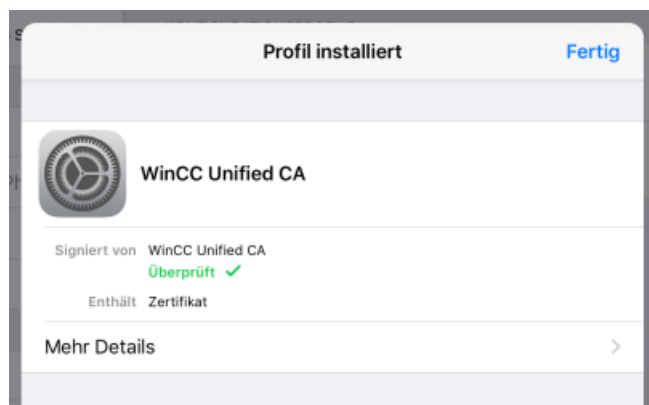 Profil installiert
Fertig
WinCC Unified CA
Signiert von WinCC Unified CA
Überprüft ✓
Enthält Zertifikat
Mehr Details